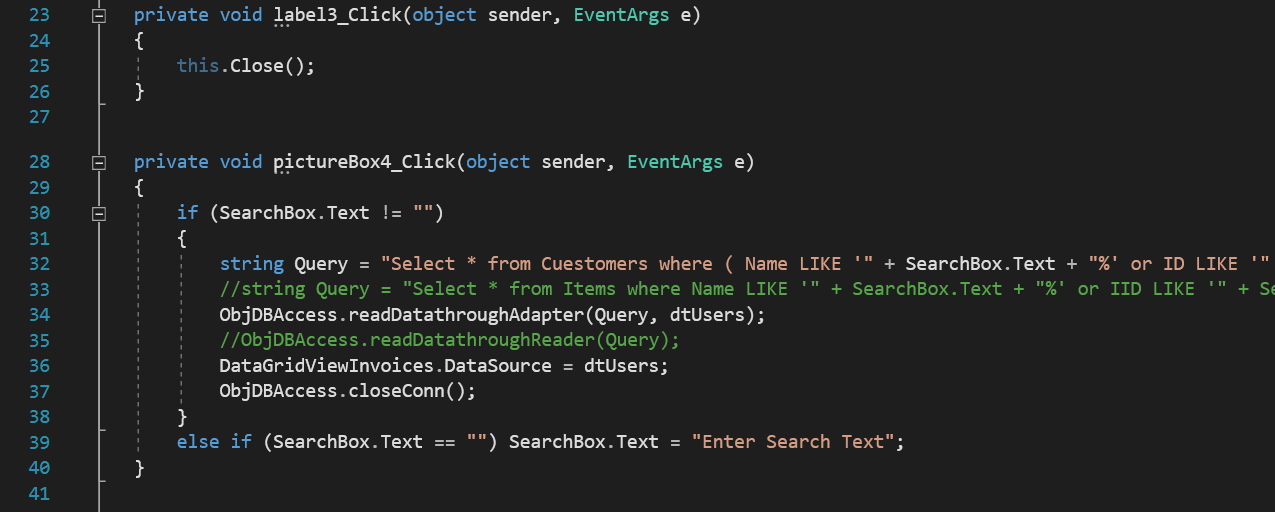 23 private void label3_Click(object sender, EventArgs e)
24 {
25 this.Close();
26 }
27
28 private void pictureBox4_Click(object sender, EventArgs e)
29 {
30 if (SearchBox.Text != "")
31 {
32 string Query = "Select * from Cuestomers where ( Name LIKE '" + SearchBox.Text + "%' or ID LIKE '"
33 //string Query = "Select * from Items where Name LIKE '" + SearchBox.Text + "%' or IID LIKE '" + Se
34 ObjDBAccess.readDatathroughAdapter(Query, dtUsers);
35 //ObjDBAccess.readDatathroughReader(Query);
36 DataGridViewInvoices.DataSource = dtUsers;
37 ObjDBAccess.closeConn();
38 }
39 else if (SearchBox.Text == "") SearchBox.Text = "Enter Search Text";
40 }
41